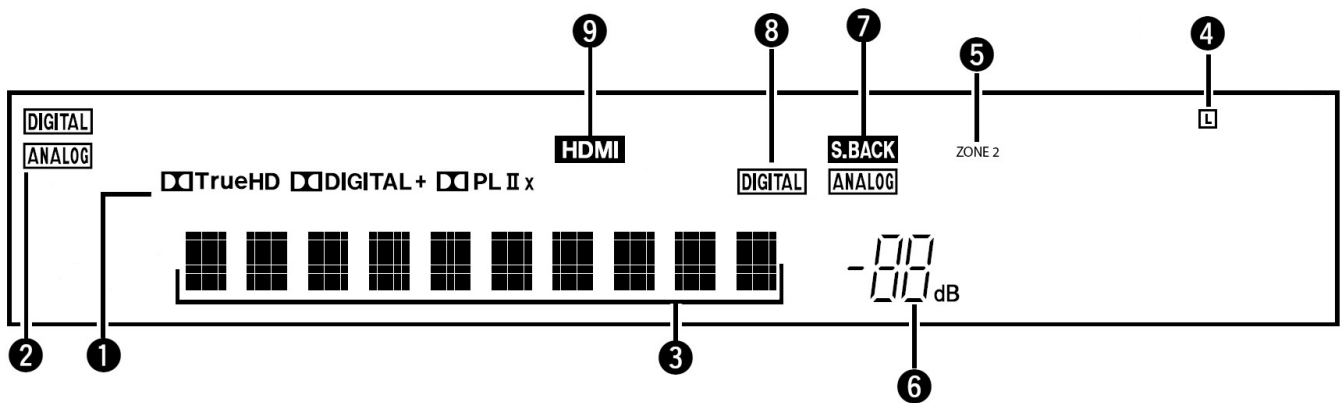 9 8 7 5 4
DIGITAL L
ANALOG HDMI S.BACK ZONE 2
TrueHD DIGITAL+ PL II x DIGITAL ANALOG
-88 dB
2 1 3 6